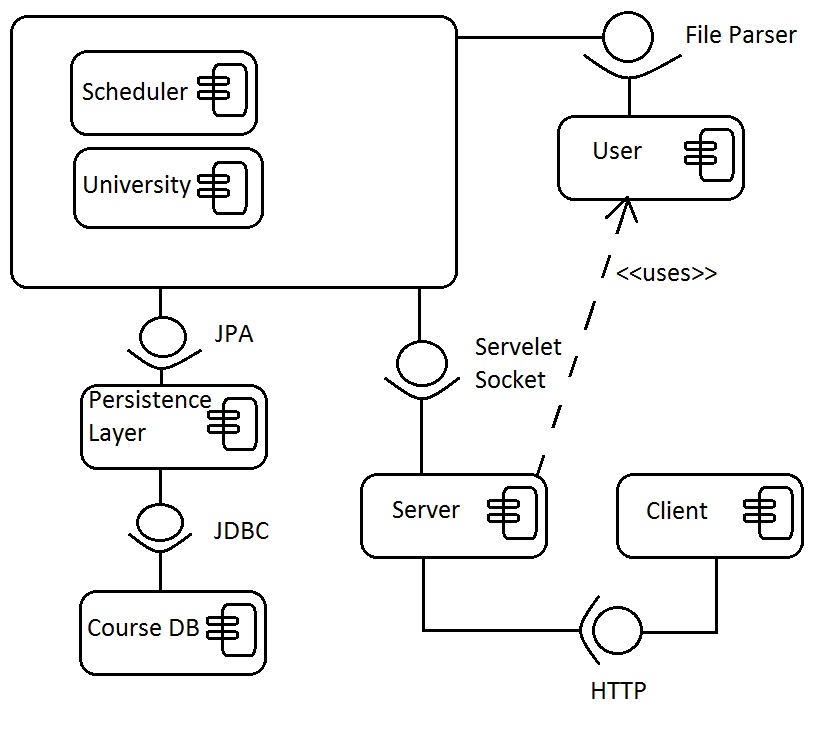 File Parser
Scheduler
User
University
<<uses>>
JPA
Servelet
Socket
Persistence
Layer
Server
Client
JDBC
Course DB
HTTP